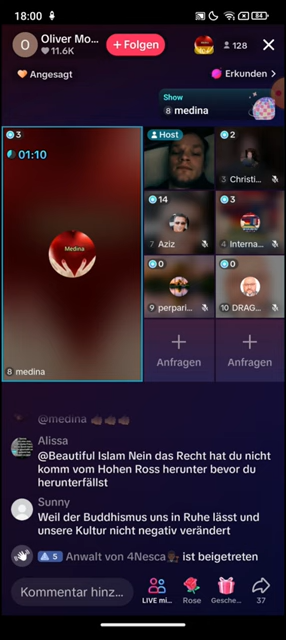 18:00
84
O
Oliver Mo...
11.6K
+ Folgen
128
Angesagt
Erkunden >
Show
8 medina
3
01:10
Medina
8 medina
Host
2
3 Christi...
14
7 Aziz
3
4 Interna...
0
9 perpari...
0
10 DRAG...
Anfragen
Anfragen
@medina
Alissa
@Beautiful Islam Nein das Recht hat du nicht
komm vom Hohen Ross herunter bevor du
herunterfällst
Sunny
Weil der Buddhismus uns in Ruhe lässt und
unsere Kultur nicht negativ verändert
5 Anwalt von 4Nesca ist beigetreten
Kommentar hinz...
LIVE mi...
Rose
Gesche...
37